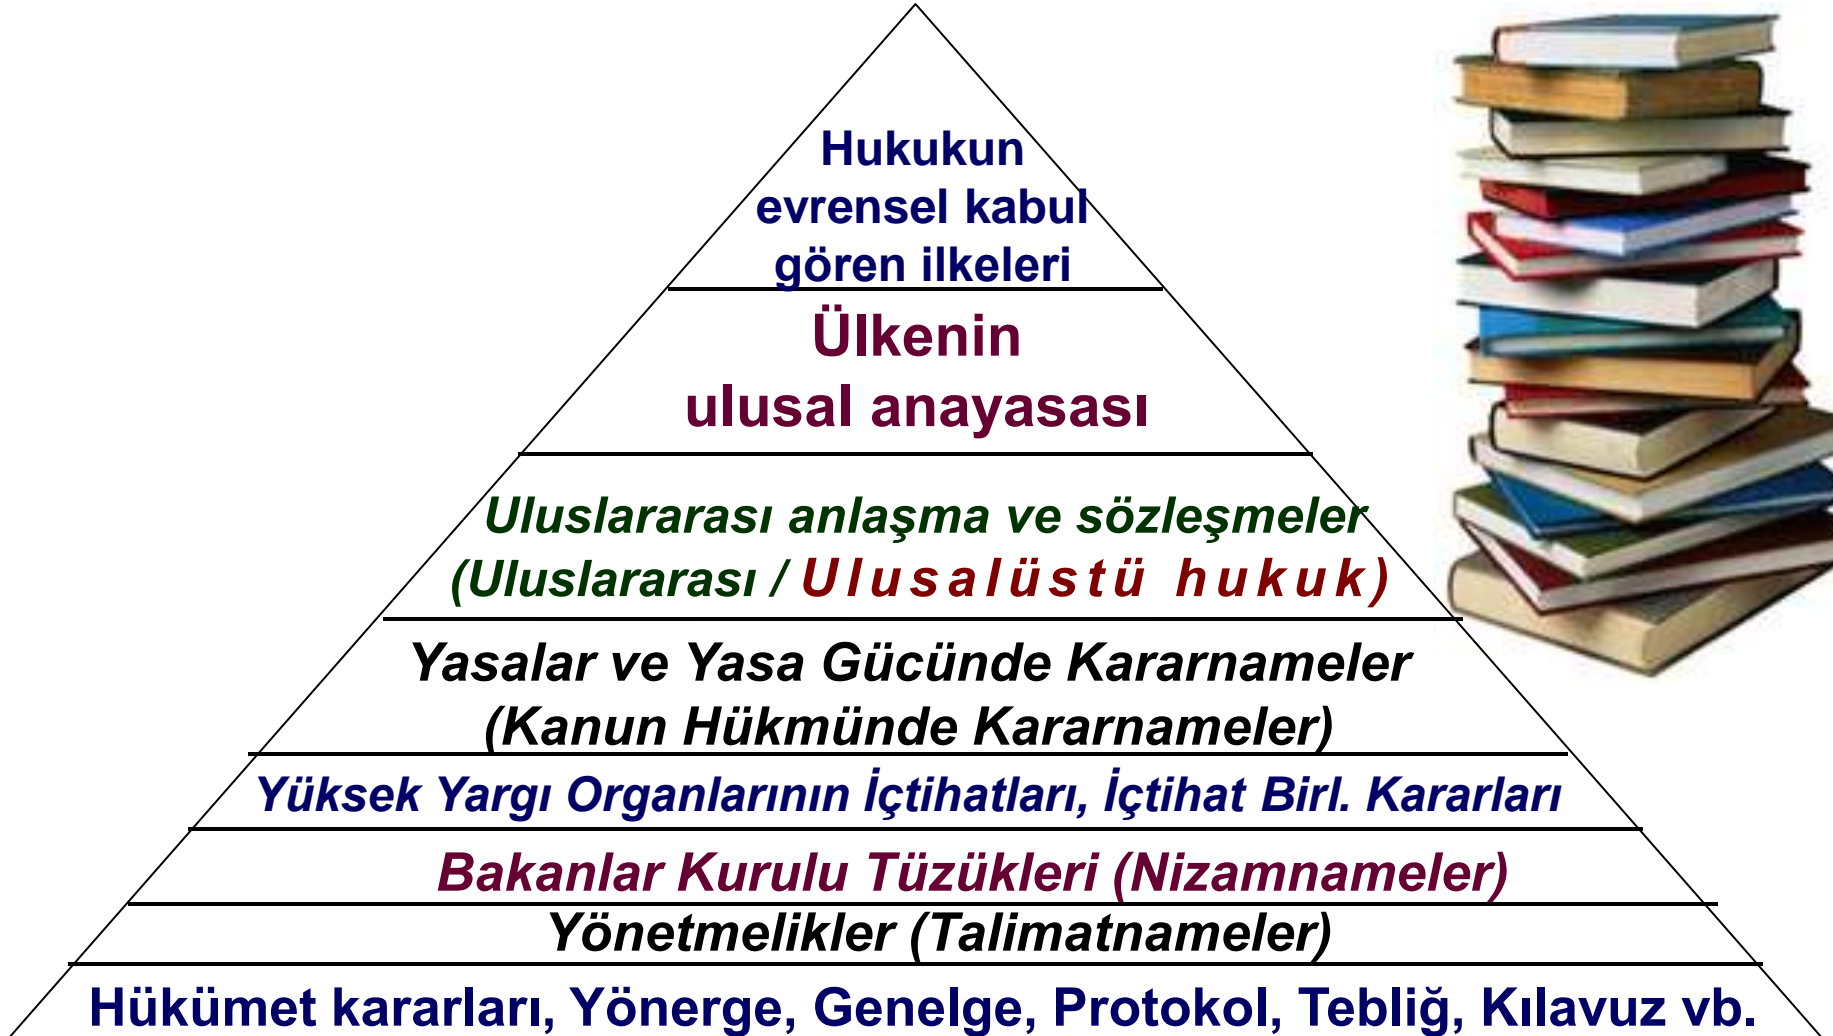 Hukukun
evrensel kabul
gören ilkeleri
Ülkenin
ulusal anayasası
Uluslararası anlaşma ve sözleşmeler
(Uluslararası / Ulusalüstü hukuk)
Yasalar ve Yasa Gücünde Kararnameler
(Kanun Hükmünde Kararnameler)
Yüksek Yargı Organlarının İçtihatları, İçtihat Birl. Kararları
Bakanlar Kurulu Tüzükleri (Nizamnameler)
Yönetmelikler (Talimatnameler)
Hükümet kararları, Yönerge, Genelge, Protokol, Tebliğ, Kılavuz vb.